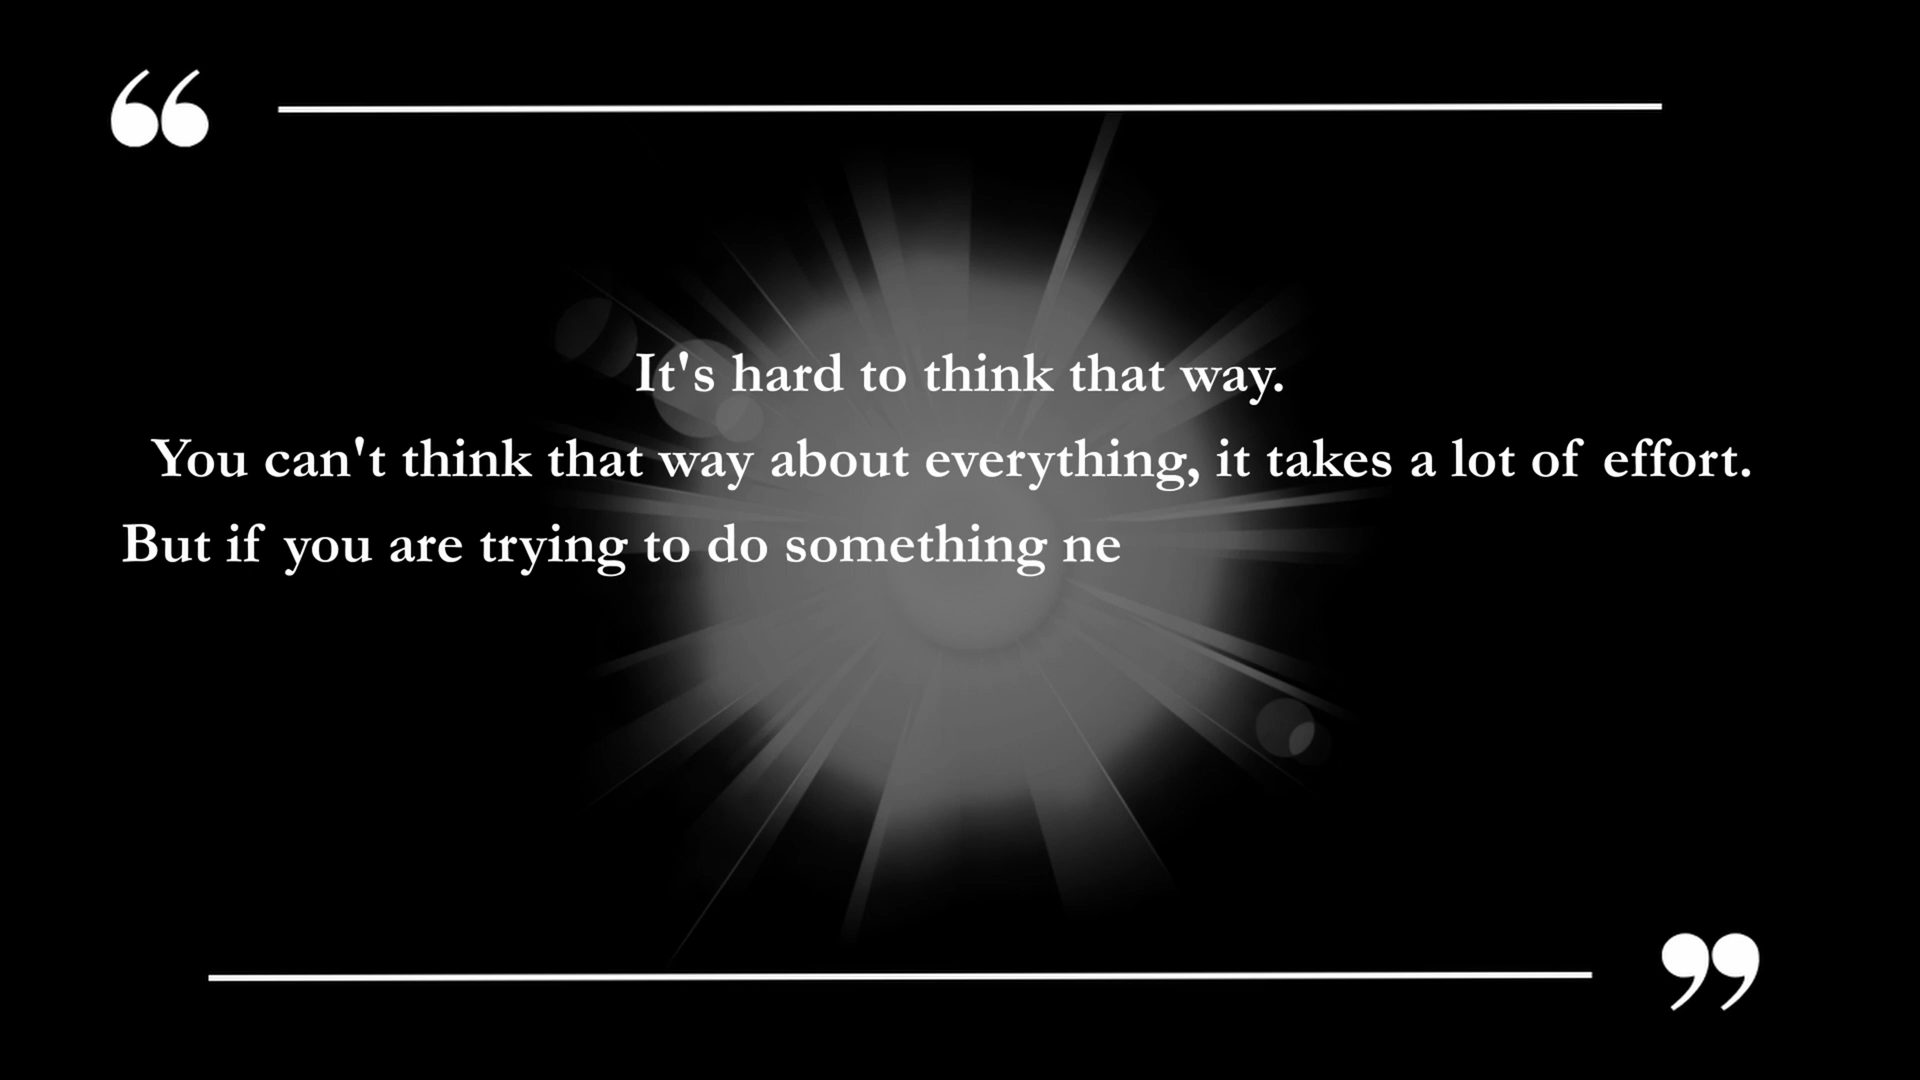 “
It's hard to think that way.
You can't think that way about everything, it takes a lot of effort.
But if you are trying to do something ne
”